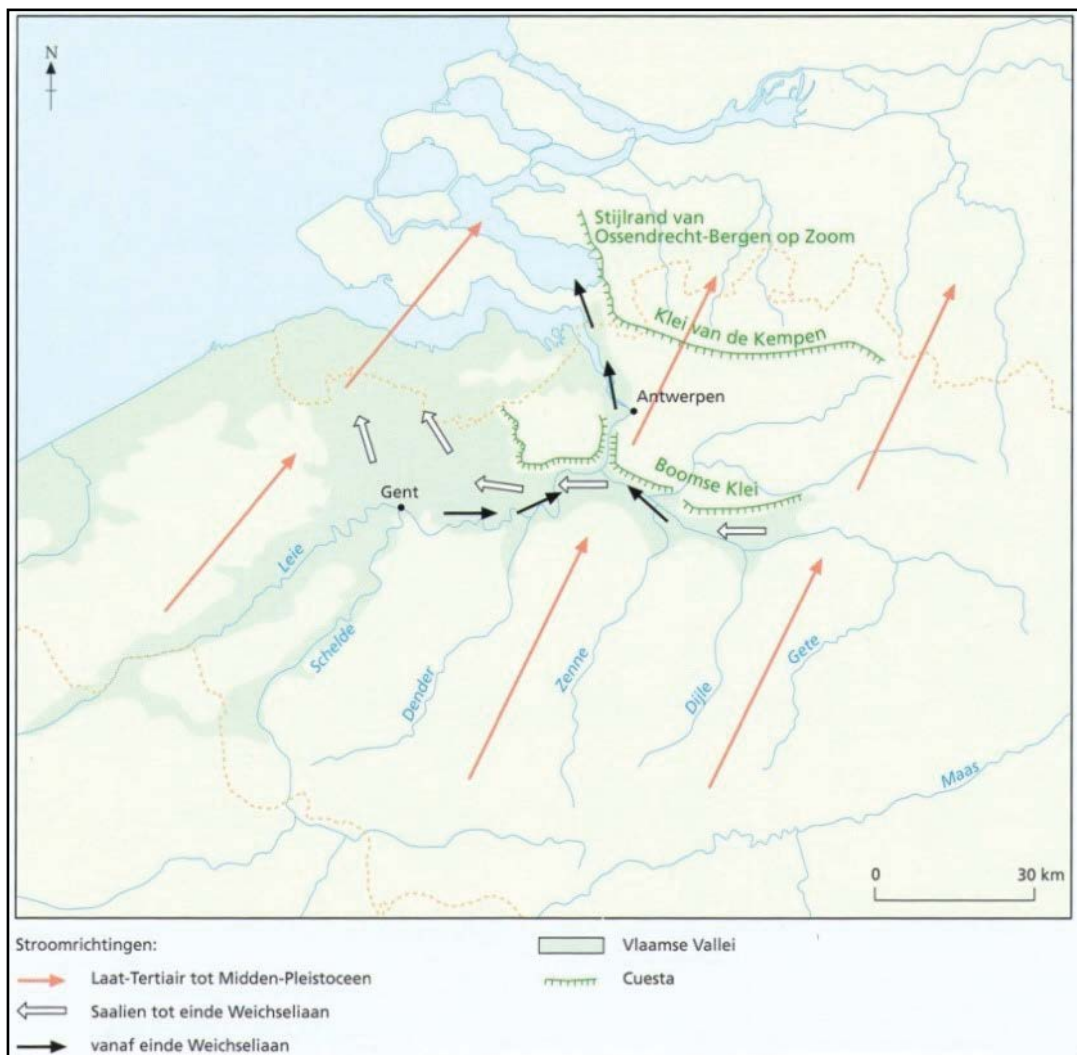 N
Stijlrand van
Ossendrecht-Bergen op Zoom
Klei van de Kempen
Antwerpen
Boomse Klei
Gent
Leie
Schelde
Dender
Zenne
Dijle
Gete
Maas
0 30 km
Stroomrichtingen:
Laat-Tertiair tot Midden-Pleistoceen
Saalien tot einde Weichseliaan
vanaf einde Weichseliaan
Vlaamse Vallei
Cuesta